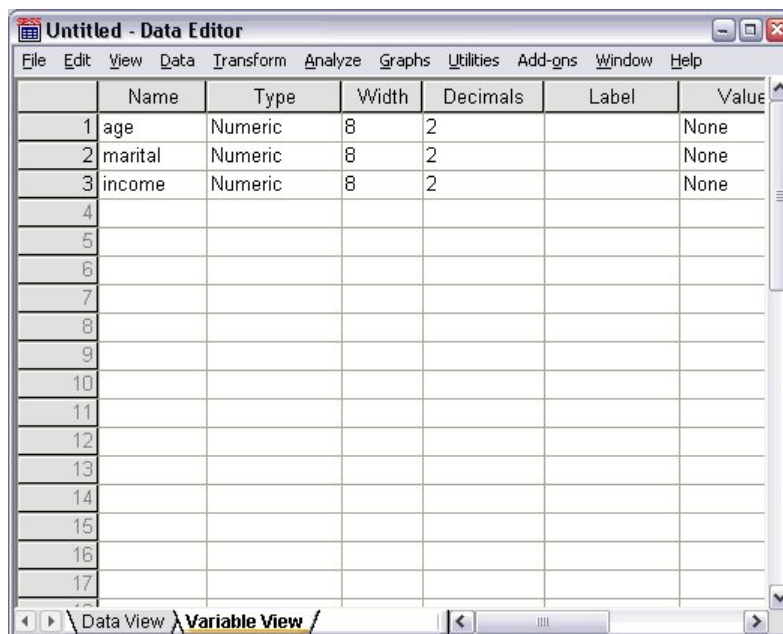 Untitled - Data Editor
File Edit View Data Transform Analyze Graphs Utilities Add-ons Window Help
Name Type Width Decimals Label Value
1 age Numeric 8 2 None
2 marital Numeric 8 2 None
3 income Numeric 8 2 None
4
5
6
7
8
9
10
11
12
13
14
15
16
17
Data View Variable View